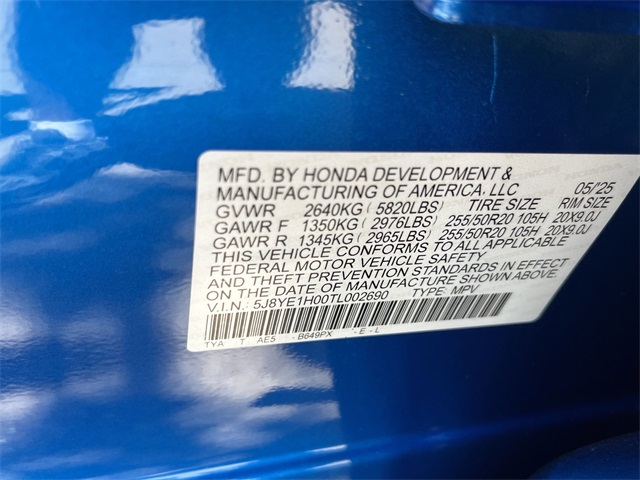 MFD. BY HONDA DEVELOPMENT &
MANUFACTURING OF AMERICA, LLC 05/'25
GVWR 2640KG ( 5820LBS) TIRE SIZE RIM SIZE
GAWR F 1350KG ( 2976LBS) 255/50R20 105H 20X9.0J
GAWR R 1345KG ( 2965LBS) 255/50R20 105H 20X9.0J
THIS VEHICLE CONFORMS TO ALL APPLICABLE
FEDERAL MOTOR VEHICLE SAFETY
AND THEFT PREVENTION STANDARDS IN EFFECT
ON THE DATE OF MANUFACTURE SHOWN ABOVE.
V.I.N.: 5J8YE1H00TL002690 TYPE: MPV
TYA T AE5 B649PX -E-L